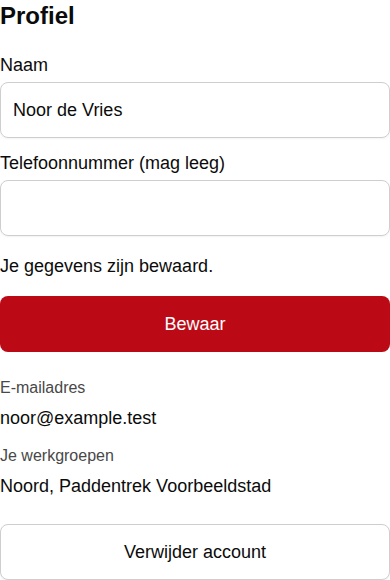 Profiel
Naam
Noor de Vries
Telefoonnummer (mag leeg)
Je gegevens zijn bewaard.
Bewaar
E-mailadres
noor@example.test
Je werkgroepen
Noord, Paddentrek Voorbeeldstad
Verwijder account